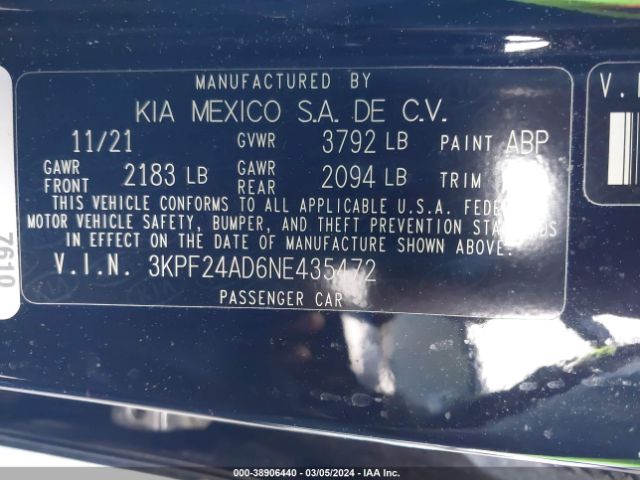 MANUFACTURED BY
KIA MEXICO S.A. DE C.V.
11/21 GVWR 3792 LB PAINT ABP
GAWR FRONT 2183 LB GAWR REAR 2094 LB TRIM
THIS VEHICLE CONFORMS TO ALL APPLICABLE U.S.A.
MOTOR VEHICLE SAFETY, BUMPER, AND THEFT PREVENTION STANDARDS
IN EFFECT ON THE DATE OF MANUFACTURE SHOWN ABOVE.
V.I.N. 3KPF24AD6NE435472
PASSENGER CAR
7610
000-38906440 - 03/05/2024 - IAA Inc.